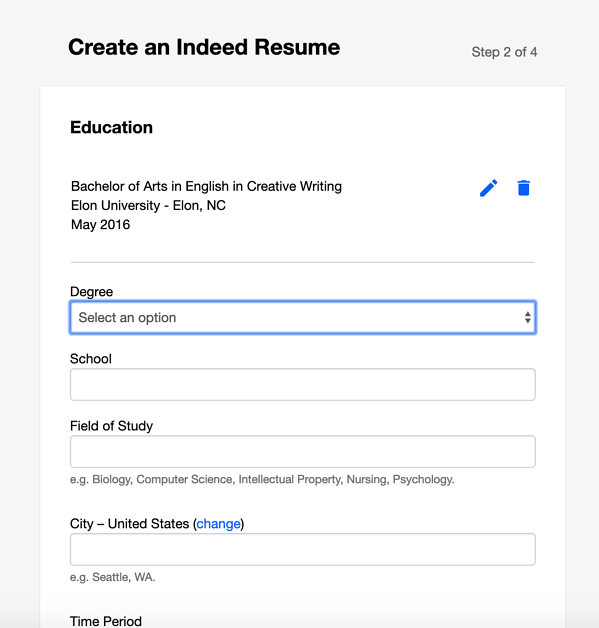 Create an Indeed Resume
Step 2 of 4
Education
Bachelor of Arts in English in Creative Writing
Elon University - Elon, NC
May 2016
Degree
Select an option
School
Field of Study
e.g. Biology, Computer Science, Intellectual Property, Nursing, Psychology.
City – United States (change)
e.g. Seattle, WA.
Time Period